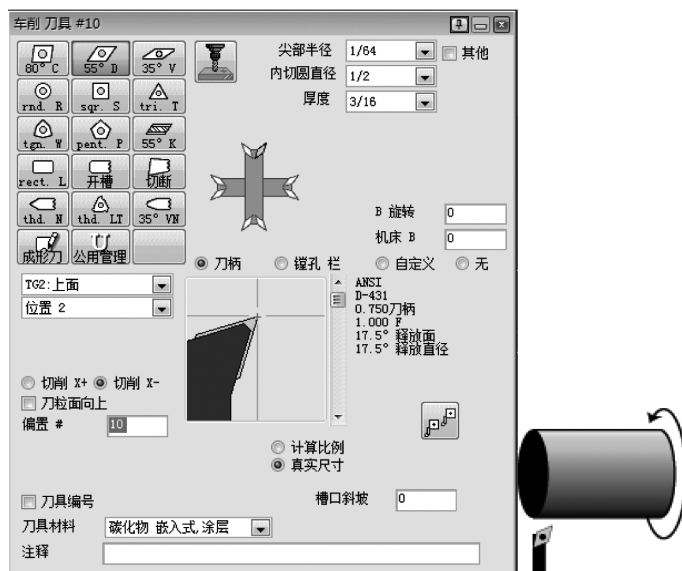 车削 刀具 #10
80° C 55° D 35° V
尖部半径 1/64 其他
内切圆直径 1/2
厚度 3/16
rnd. R sqr. S tri. T
tgn. W pent. P 55° K
rect. L 开槽 切断
thd. N thd. LT 35° VN
成形刀 公用管理
B 旋转 0
机床 B 0
刀柄 镗孔 栏 自定义 无
TG2:上面
位置 2
ANSI
D-431
0.750刀柄
1.000 F
17.5° 释放面
17.5° 释放直径
切削 X+ 切削 X-
刀粒面向上
偏置 # 10
计算比例
真实尺寸
刀具编号
槽口斜坡 0
刀具材料 碳化物 嵌入式,涂层
注释